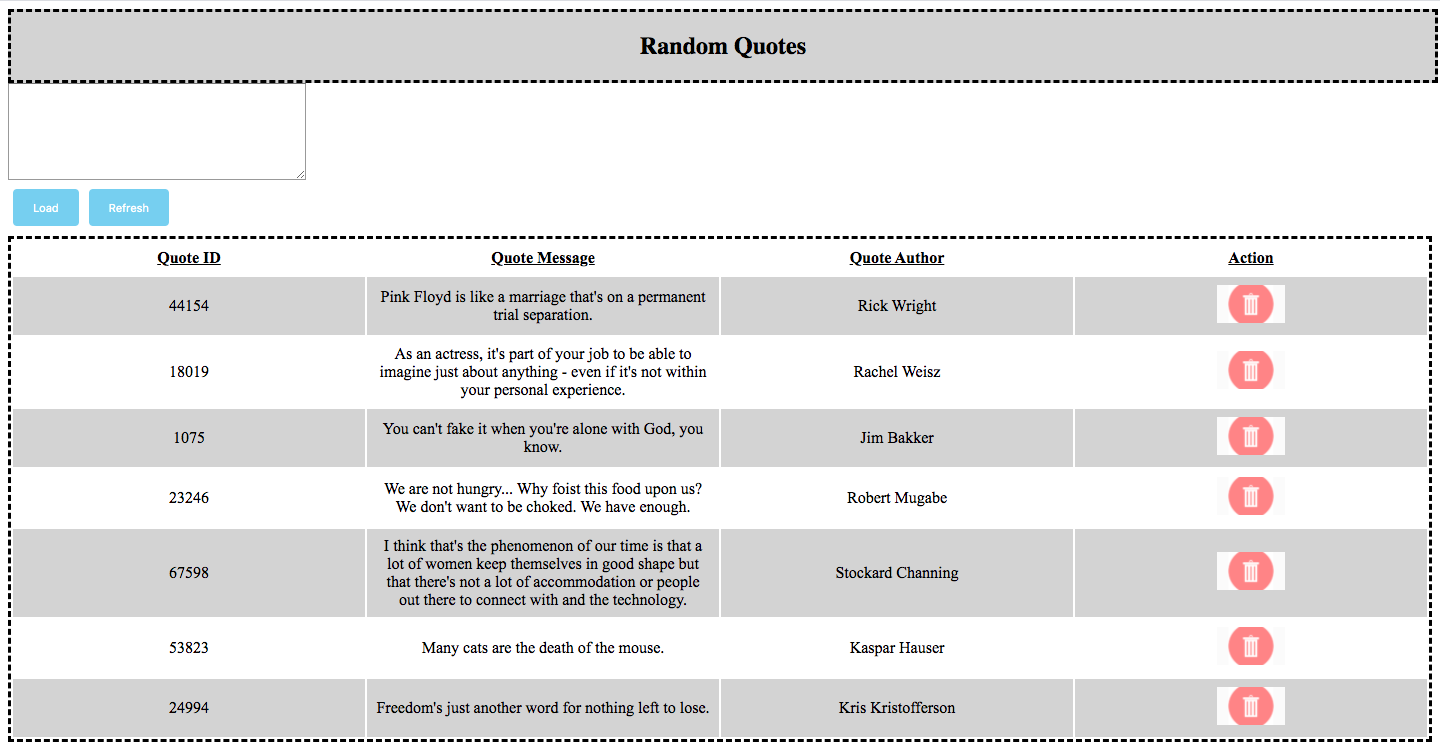 Random Quotes
Load Refresh
Quote ID Quote Message Quote Author Action
44154 Pink Floyd is like a marriage that's on a permanent
trial separation. Rick Wright
As an actress, it's part of your job to be able to
18019 imagine just about anything - even if it's not within Rachel Weisz
your personal experience.
1075 You can't fake it when you're alone with God, you
know. Jim Bakker
23246 We are not hungry... Why foist this food upon us?
We don't want to be choked. We have enough. Robert Mugabe
I think that's the phenomenon of our time is that a
lot of women keep themselves in good shape but
67598 that there's not a lot of accommodation or people Stockard Channing
out there to connect with and the technology.
53823 Many cats are the death of the mouse. Kaspar Hauser
24994 Freedom's just another word for nothing left to lose. Kris Kristofferson